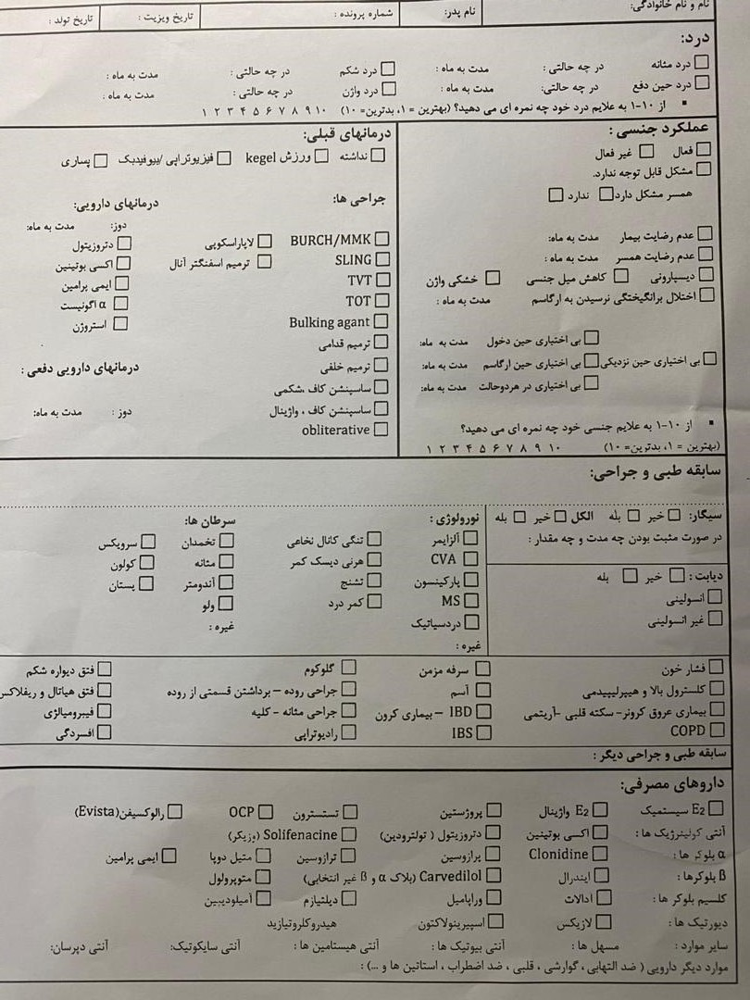 نام و نام خانوادگی: نام پدر: شماره پرونده : تاریخ ویزیت : تاریخ تولد :
درد:
درد مثانه در چه حالتی : مدت به ماه : درد شکم در چه حالتی : مدت به ماه :
درد حین دفع در چه حالتی: مدت به ماه : درد واژن در چه حالتی : مدت به ماه :
از ۱۰-۱ به علایم درد خود چه نمره ای می دهید؟ (بهترین = ۱، بدترین= ۱۰) ۱ ۲ ۳ ۴ ۵ ۶ ۷ ۸ ۹ ۱۰
عملکرد جنسی :
فعال غیر فعال
مشکل قابل توجه ندارد.
همسر مشکل دارد ندارد
عدم رضایت بیمار مدت به ماه:
عدم رضایت همسر مدت به ماه :
دیسپارونی کاهش میل جنسی خشکی واژن
اختلال برانگیختگی نرسیدن به ارگاسم مدت به ماه :
بی اختیاری حین دخول مدت به ماه:
بی اختیاری حین نزدیکی بی اختیاری حین ارگاسم مدت به ماه:
بی اختیاری در هردوحالت مدت به ماه:
از ۱۰-۱ به علایم جنسی خود چه نمره ای می دهید؟
(بهترین = ۱، بدترین= ۱۰) ۱ ۲ ۳ ۴ ۵ ۶ ۷ ۸ ۹ ۱۰
درمانهای قبلی:
نداشته ورزش kegel فیزیوتراپی /بیوفیدبک پساری
جراحی ها:
BURCH/MMK لاپاراسکوپی
SLING ترمیم اسفنگتر آنال
TVT
TOT
Bulking agant
ترمیم قدامی
ترمیم خلفی
ساسپنشن کاف ،شکمی
ساسپنشن کاف ، واژینال
obliterative
درمانهای دارویی:
دوز: مدت به ماه:
دتروزیتول
اکسی بوتینین
ایمی پرامین
α اگونیست
استروژن
درمانهای دارویی دفعی :
دوز : مدت به ماه:
سابقه طبی و جراحی:
سیگار: خیر بله الکل خیر بله
در صورت مثبت بودن چه مدت و چه مقدار :
دیابت : خیر بله
انسولینی
غیر انسولینی
نورولوژی :
آلزایمر تنگی کانال نخاعی
CVA هرنی دیسک کمر
پارکینسون تشنج
MS کمر درد
دردسیاتیک
غیره :
سرطان ها:
تخمدان سرویکس
مثانه کولون
آندومتر پستان
ولو
غیره :
فشار خون سرفه مزمن گلوکوم فتق دیواره شکم
کلسترول بالا و هیپرلیپیدمی آسم جراحی روده – برداشتن قسمتی از روده فتق هیاتال و ریفلاکس
بیماری عروق کرونر- سکته قلبی -آریتمی IBD – بیماری کرون جراحی مثانه - کلیه فیبرومیالژی
COPD IBS رادیوتراپی افسردگی
سابقه طبی و جراحی دیگر :
داروهای مصرفی:
E2 سیستمیک E2 واژینال پروژستین تستسترون OCP رالوکسیفن(Evista)
آنتی کولینرژیک ها : اکسی بوتینین دتروزیتول ( تولترودین) Solifenacine (وزیکر)
α بلوکر ها : Clonidine پرازوسین ترازوسین متیل دوپا ایمی پرامین
β بلوکرها : ایندرال Carvedilol (بلاک α و β غیر انتخابی) متوپرولول
کلسیم بلوکر ها : ادالات وراپامیل دیلتیازم آمیلودیپین
دیورتیک ها : لازیکس اسپیرینولاکتون هیدروکلروتیازید
سایر موارد : مسهل ها : آنتی بیوتیک ها : آنتی هیستامین ها : آنتی سایکوتیک: آنتی دپرسان:
موارد دیگر دارویی ( ضد التهابی ، گوارشی ، قلبی ، ضد اضطراب ، استاتین ها و ...) :